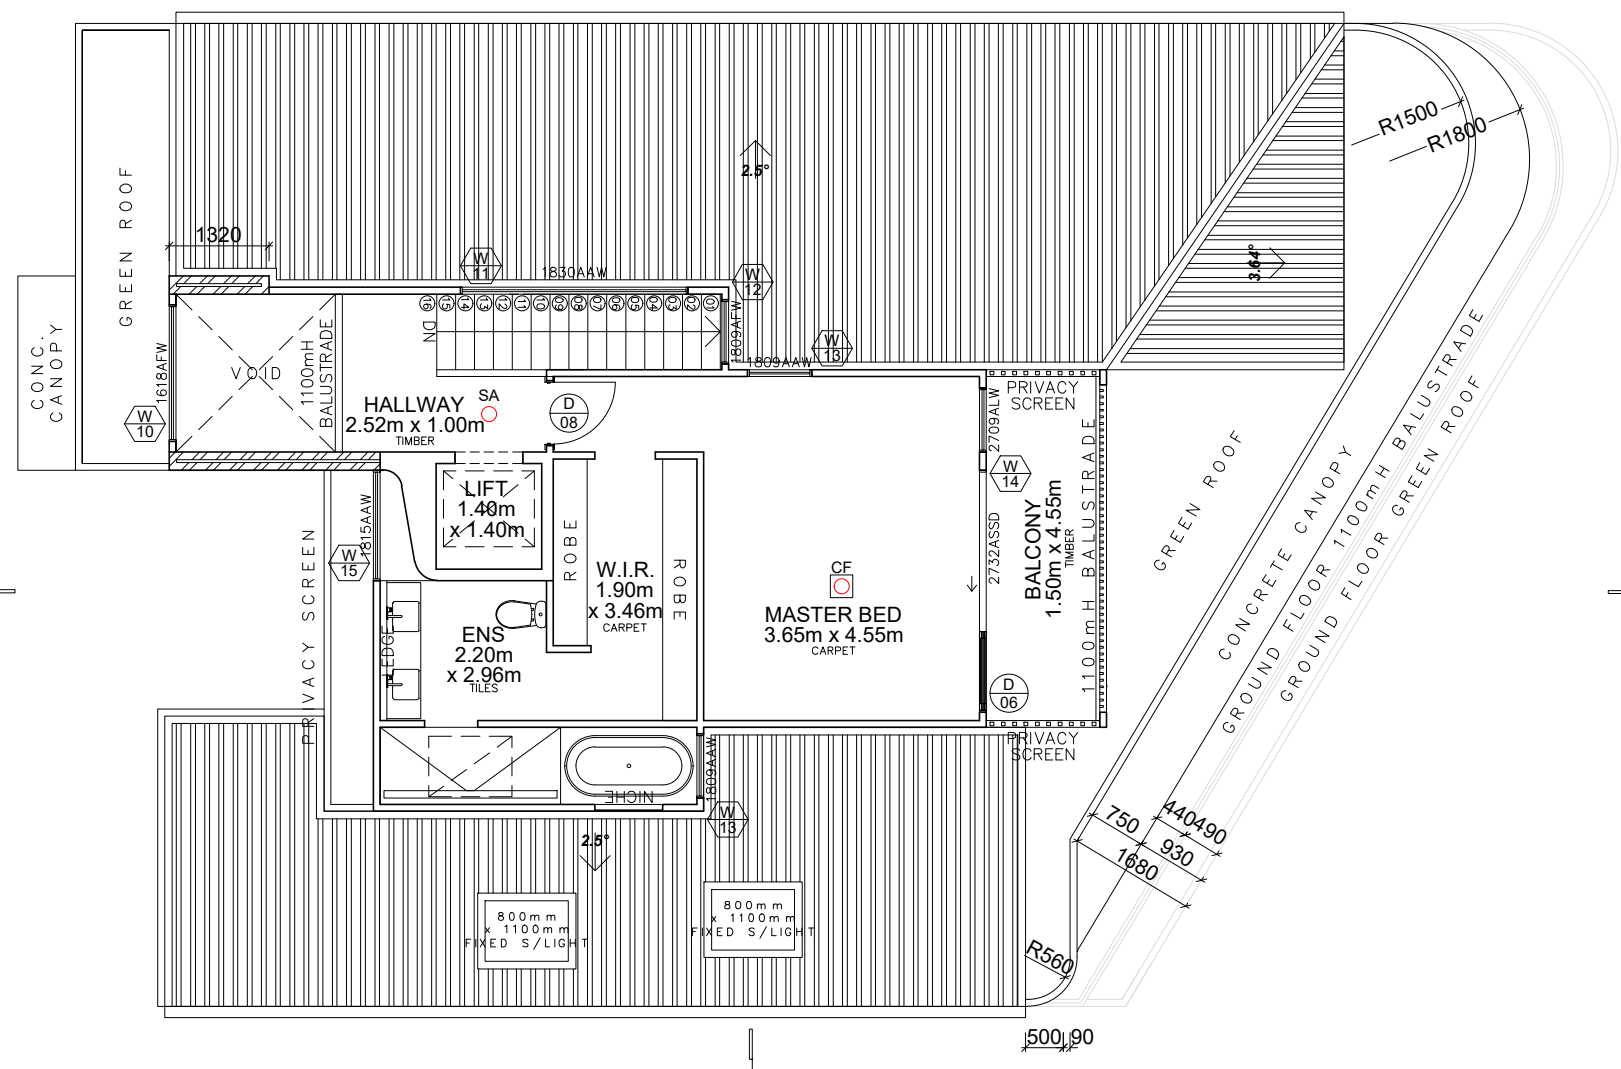 R1500
R1800
2.5°
3.64°
GREEN ROOF
1320
W
11
1830AAW
W
12
1809AFW
16 15 14 13 12 11 10 09 08 07 06 05 04 03 02 01
DN
W
13
1809AAW
CONC.
CANOPY
W
10
1618AFW
VOID
1100mH
BALUSTRADE
HALLWAY
2.52m x 1.00m
TIMBER
SA
D
08
PRIVACY
SCREEN
2709ALW
W
14
2732ASSD
BALCONY
1.50m x 4.55m
TIMBER
1100mH BALUSTRADE
GREEN ROOF
CONCRETE CANOPY
GROUND FLOOR 1100mH BALUSTRADE
GROUND FLOOR GREEN ROOF
LIFT
1.40m
x 1.40m
1815AAW
W
15
PRIVACY SCREEN
ROBE
W.I.R.
1.90m
x 3.46m
CARPET
ROBE
CF
MASTER BED
3.65m x 4.55m
CARPET
LEDGE
ENS
2.20m
x 2.96m
TILES
D
06
PRIVACY
SCREEN
1809AAW
W
13
NICHE
2.5°
750
440
490
930
1680
800mm
x 1100mm
FIXED S/LIGHT
800mm
x 1100mm
FIXED S/LIGHT
R560
500
90